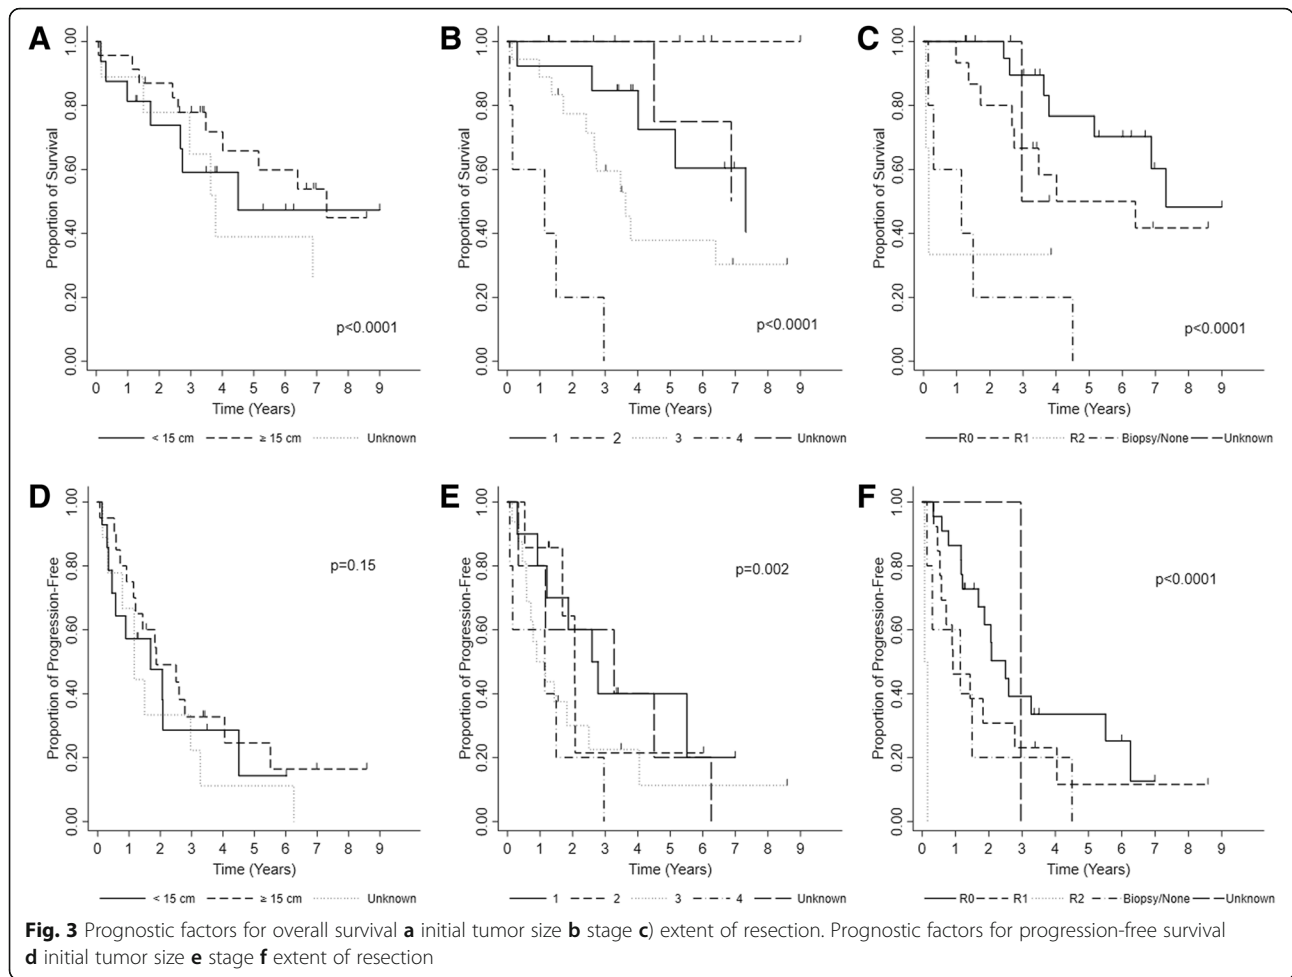 A
B
C
Proportion of Survival
1.00
0.80
0.60
0.40
0.20
0.00
p<0.0001
0 1 2 3 4 5 6 7 8 9
Time (Years)
< 15 cm ≥ 15 cm Unknown
Proportion of Survival
1.00
0.80
0.60
0.40
0.20
0.00
p<0.0001
0 1 2 3 4 5 6 7 8 9
Time (Years)
1 2 3 4 Unknown
Proportion of Survival
1.00
0.80
0.60
0.40
0.20
0.00
p<0.0001
0 1 2 3 4 5 6 7 8 9
Time (Years)
R0 R1 R2 Biopsy/None Unknown
D
E
F
Proportion of Progression-Free
1.00
0.80
0.60
0.40
0.20
0.00
p=0.15
0 1 2 3 4 5 6 7 8 9
Time (Years)
< 15 cm ≥ 15 cm Unknown
Proportion of Progression-Free
1.00
0.80
0.60
0.40
0.20
0.00
p=0.002
0 1 2 3 4 5 6 7 8 9
Time (Years)
1 2 3 4 Unknown
Proportion of Progression-Free
1.00
0.80
0.60
0.40
0.20
0.00
p<0.0001
0 1 2 3 4 5 6 7 8 9
Time (Years)
R0 R1 R2 Biopsy/None Unknown
Fig. 3 Prognostic factors for overall survival a initial tumor size b stage c) extent of resection. Prognostic factors for progression-free survival
d initial tumor size e stage f extent of resection